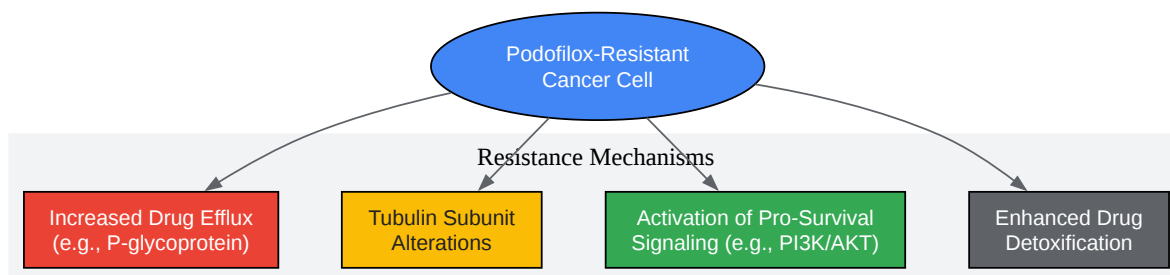 Podofilox-Resistant
Cancer Cell
Resistance Mechanisms
Increased Drug Efflux
(e.g., P-glycoprotein)
Tubulin Subunit
Alterations
Activation of Pro-Survival
Signaling (e.g., PI3K/AKT)
Enhanced Drug
Detoxification